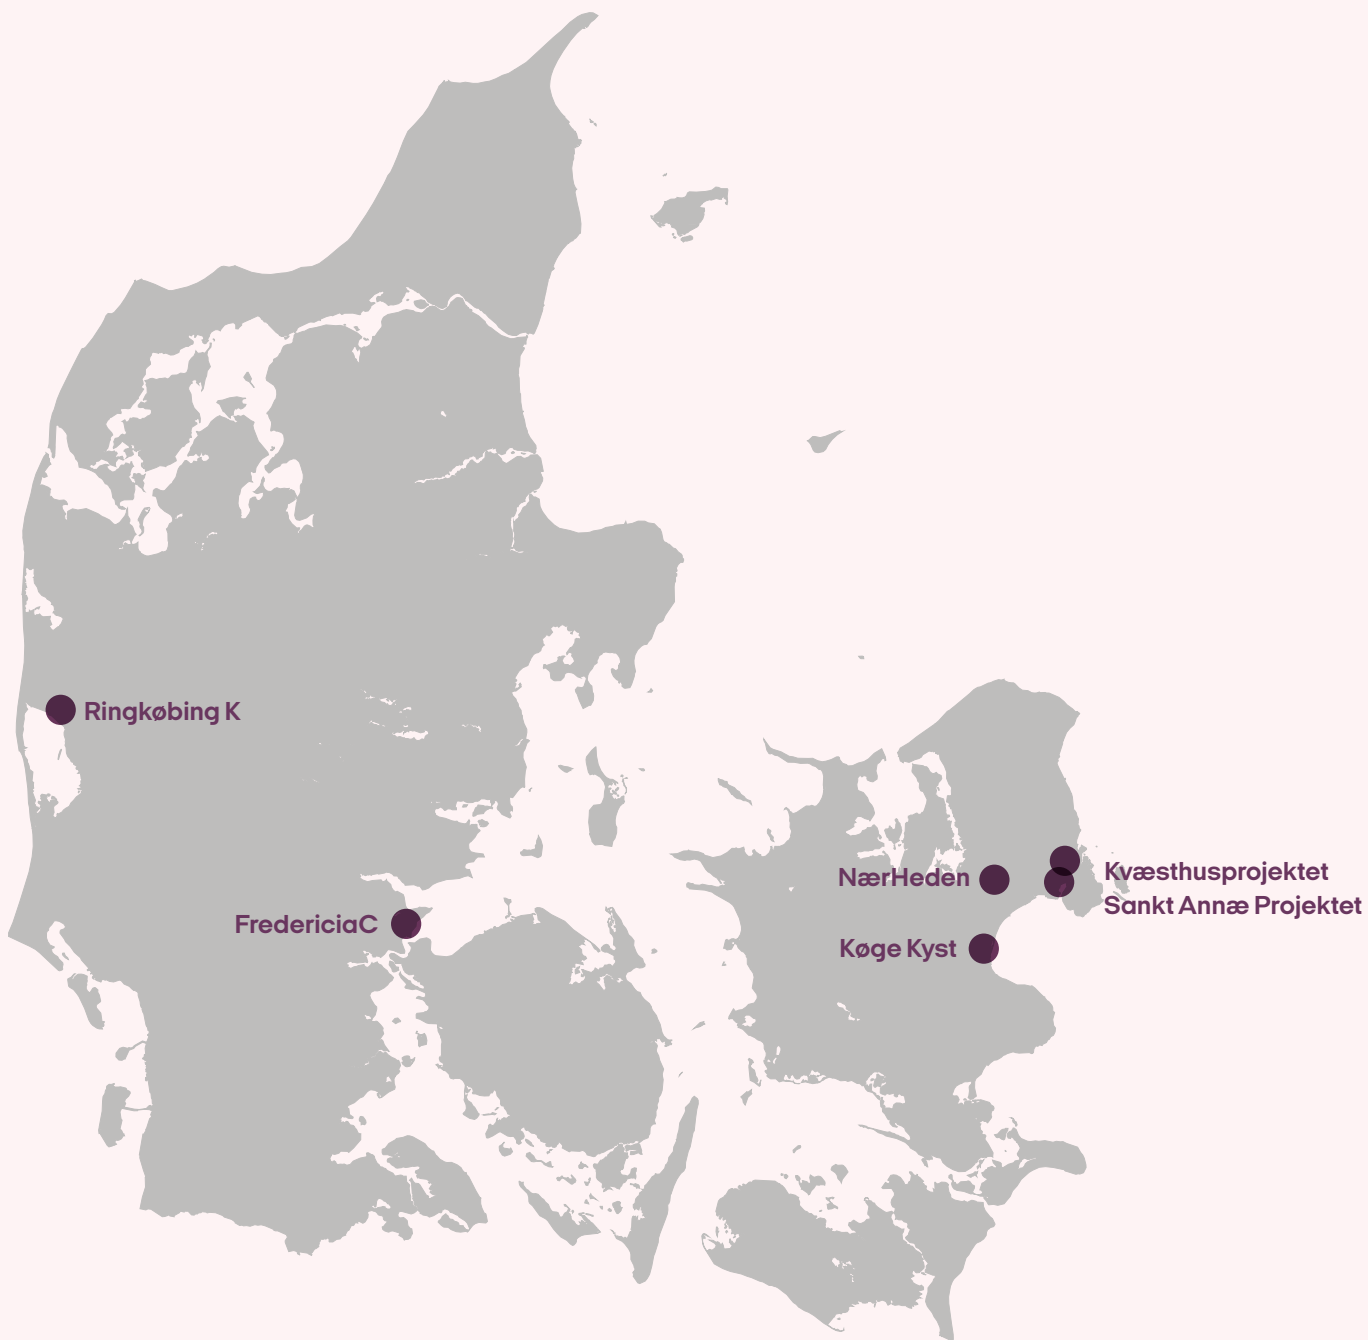 Ringkøbing K
Kvæsthusprojektet
NærHeden
Sankt Annæ Projektet
FredericiaC
Køge Kyst